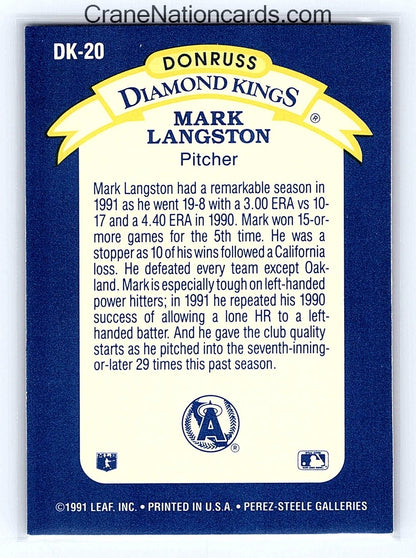 CraneNationcards.com
DK-20
DONRUSS
DIAMOND KINGS ®
MARK
LANGSTON
Pitcher
Mark Langston had a remarkable season in
1991 as he went 19-8 with a 3.00 ERA vs 10-
17 and a 4.40 ERA in 1990. Mark won 15-or-
more games for the 5th time. He was a
stopper as 10 of his wins followed a California
loss. He defeated every team except Oak-
land. Mark is especially tough on left-handed
power hitters; in 1991 he repeated his 1990
success of allowing a lone HR to a left-
handed batter. And he gave the club quality
starts as he pitched into the seventh-inning-
or-later 29 times this past season.
A ®
©1991 LEAF, INC. • PRINTED IN U.S.A. • PEREZ-STEELE GALLERIES